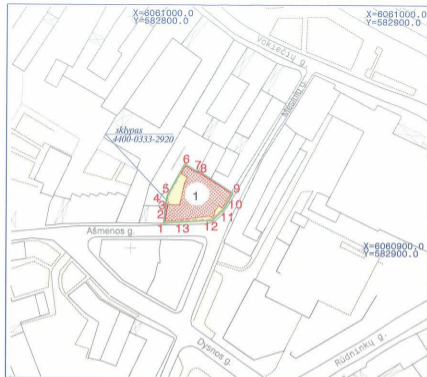 X=6061000.0
Y=582800.0
X=6061000.0
Y=582900.0
Vokiečių g.
Mėsinių g.
sklypas
4400-0333-2920
6
7
8
5
9
4
1
3
10
2
11
1
13
12
Ašmenos g.
X=6060900.0
Y=582900.0
Dysnos g.
Rūdninkų g.